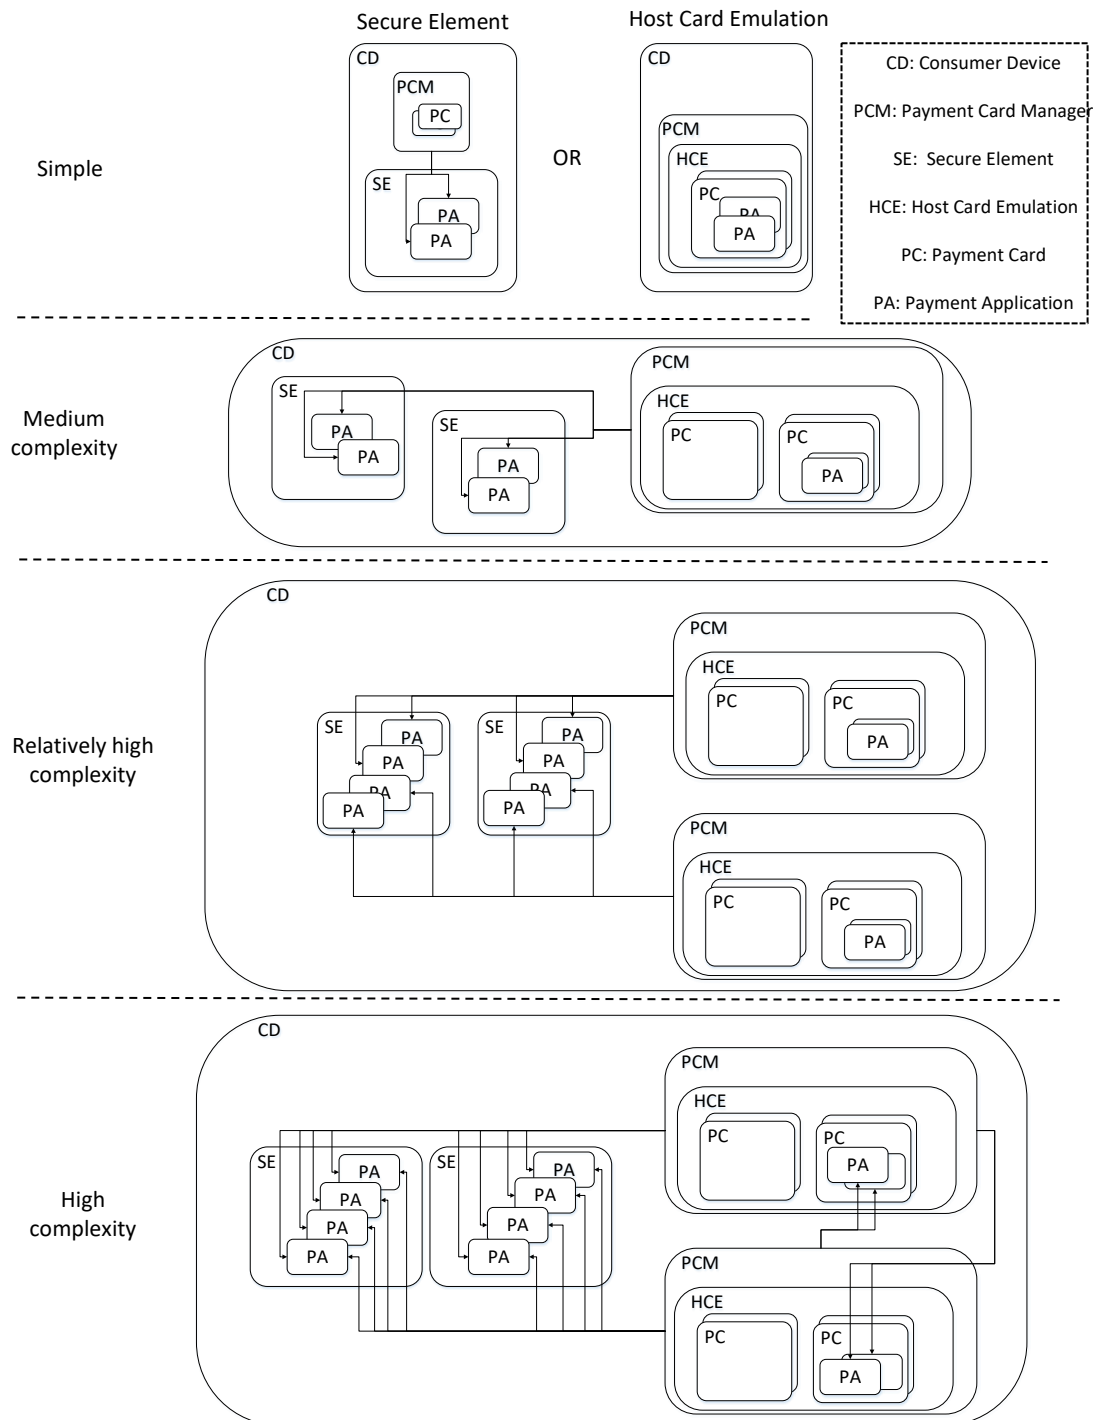 Secure Element
Host Card Emulation
CD: Consumer Device
PCM: Payment Card Manager
SE: Secure Element
HCE: Host Card Emulation
PC: Payment Card
PA: Payment Application
Simple
CD
PCM
PC
SE
PA
PA
OR
CD
PCM
HCE
PC
PA
PA
Medium
complexity
CD
SE
PA
PA
SE
PA
PA
PCM
HCE
PC
PC
PA
Relatively high
complexity
CD
SE
PA
PA
PA
PA
SE
PA
PA
PA
PA
PCM
HCE
PC
PC
PA
PCM
HCE
PC
PC
PA
High
complexity
CD
SE
PA
PA
PA
PA
SE
PA
PA
PA
PA
PCM
HCE
PC
PC
PA
PCM
HCE
PC
PC
PA